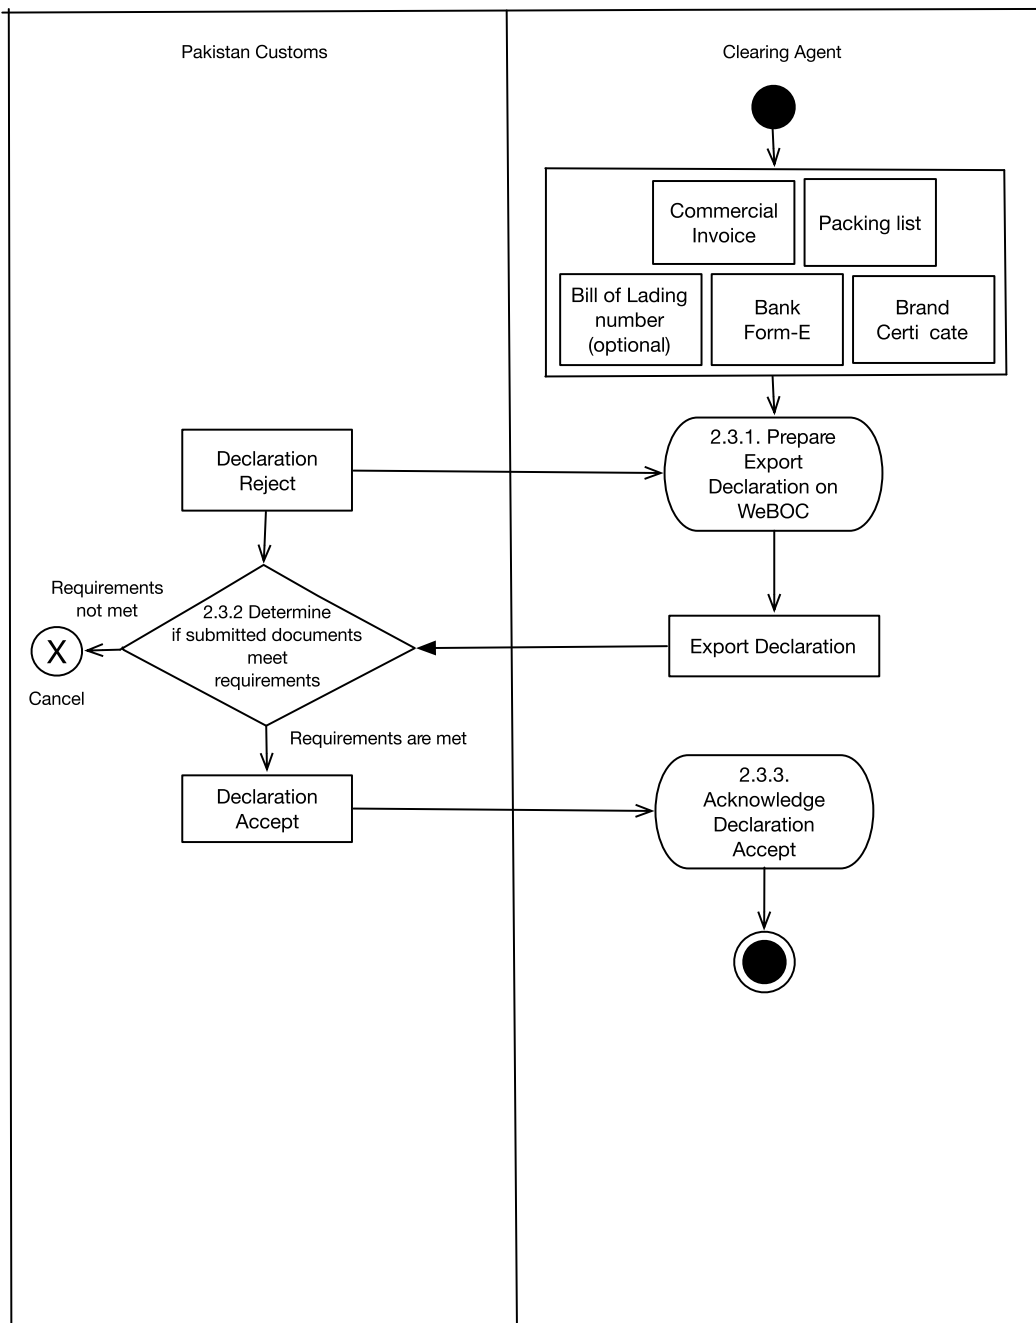 Pakistan Customs
Clearing Agent
Commercial
Invoice
Packing list
Bill of Lading
number
(optional)
Bank
Form-E
Brand
Certi cate
Declaration
Reject
2.3.1. Prepare
Export
Declaration on
WeBOC
Requirements
not met
2.3.2 Determine
if submitted documents
meet
requirements
X
Cancel
Export Declaration
Requirements are met
Declaration
Accept
2.3.3.
Acknowledge
Declaration
Accept